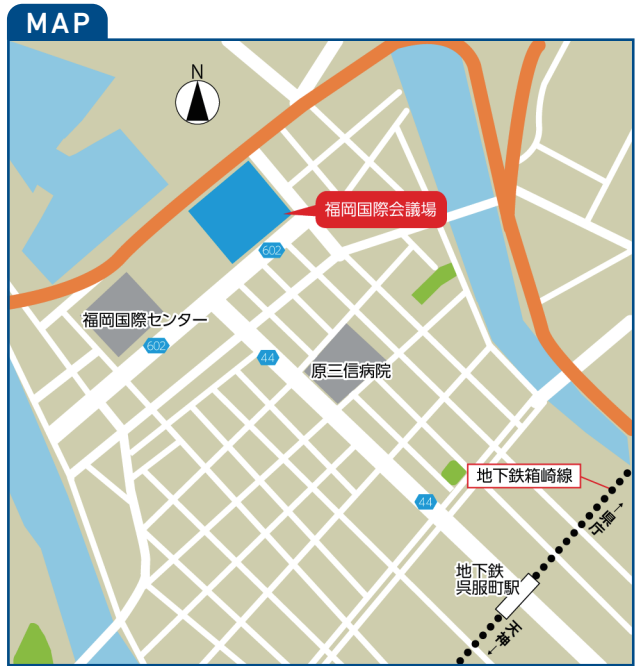 MAP
N
福岡国際会議場
602
福岡国際センター
602
44
原三信病院
地下鉄箱崎線
44
→県庁
地下鉄
呉服町駅
天神→